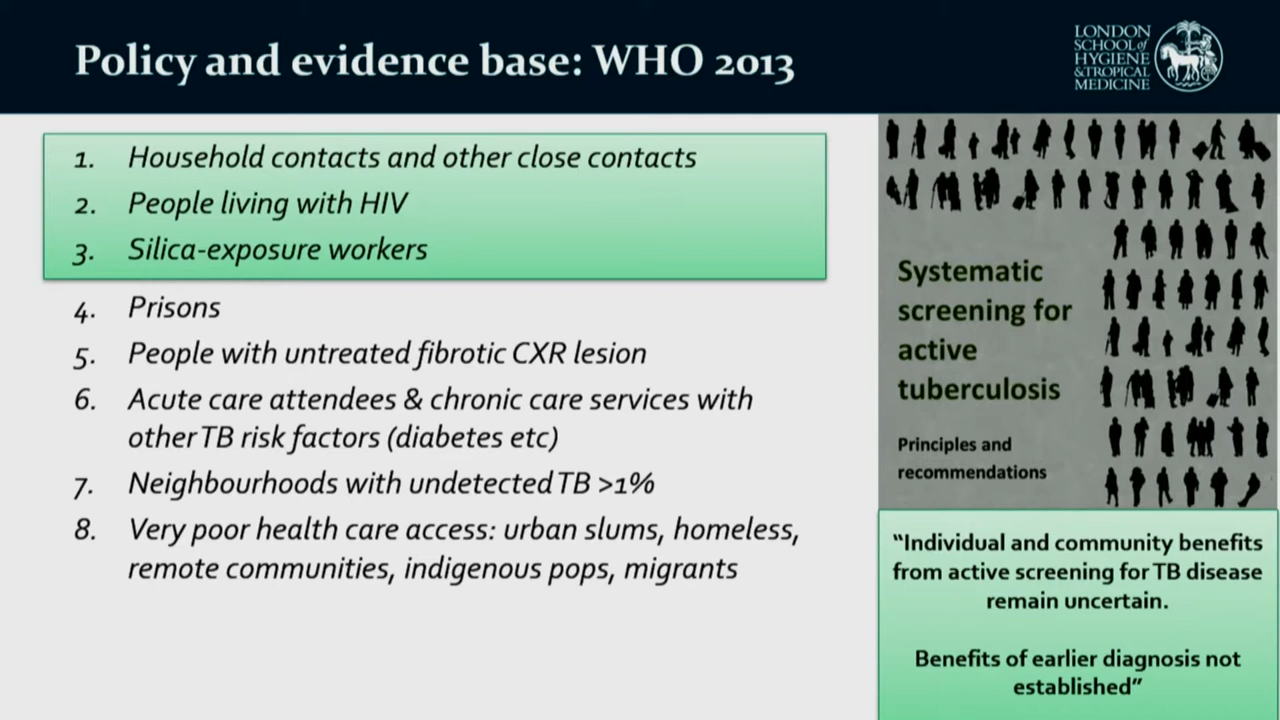 Policy and evidence base: WHO 2013
LONDON
SCHOOL of
HYGIENE
& TROPICAL
MEDICINE
1. Household contacts and other close contacts
2. People living with HIV
3. Silica-exposure workers
4. Prisons
5. People with untreated fibrotic CXR lesion
6. Acute care attendees & chronic care services with
other TB risk factors (diabetes etc)
7. Neighbourhoods with undetected TB >1%
8. Very poor health care access: urban slums, homeless,
remote communities, indigenous pops, migrants
Systematic
screening for
active
tuberculosis
Principles and
recommendations
“Individual and community benefits
from active screening for TB disease
remain uncertain.
Benefits of earlier diagnosis not
established”